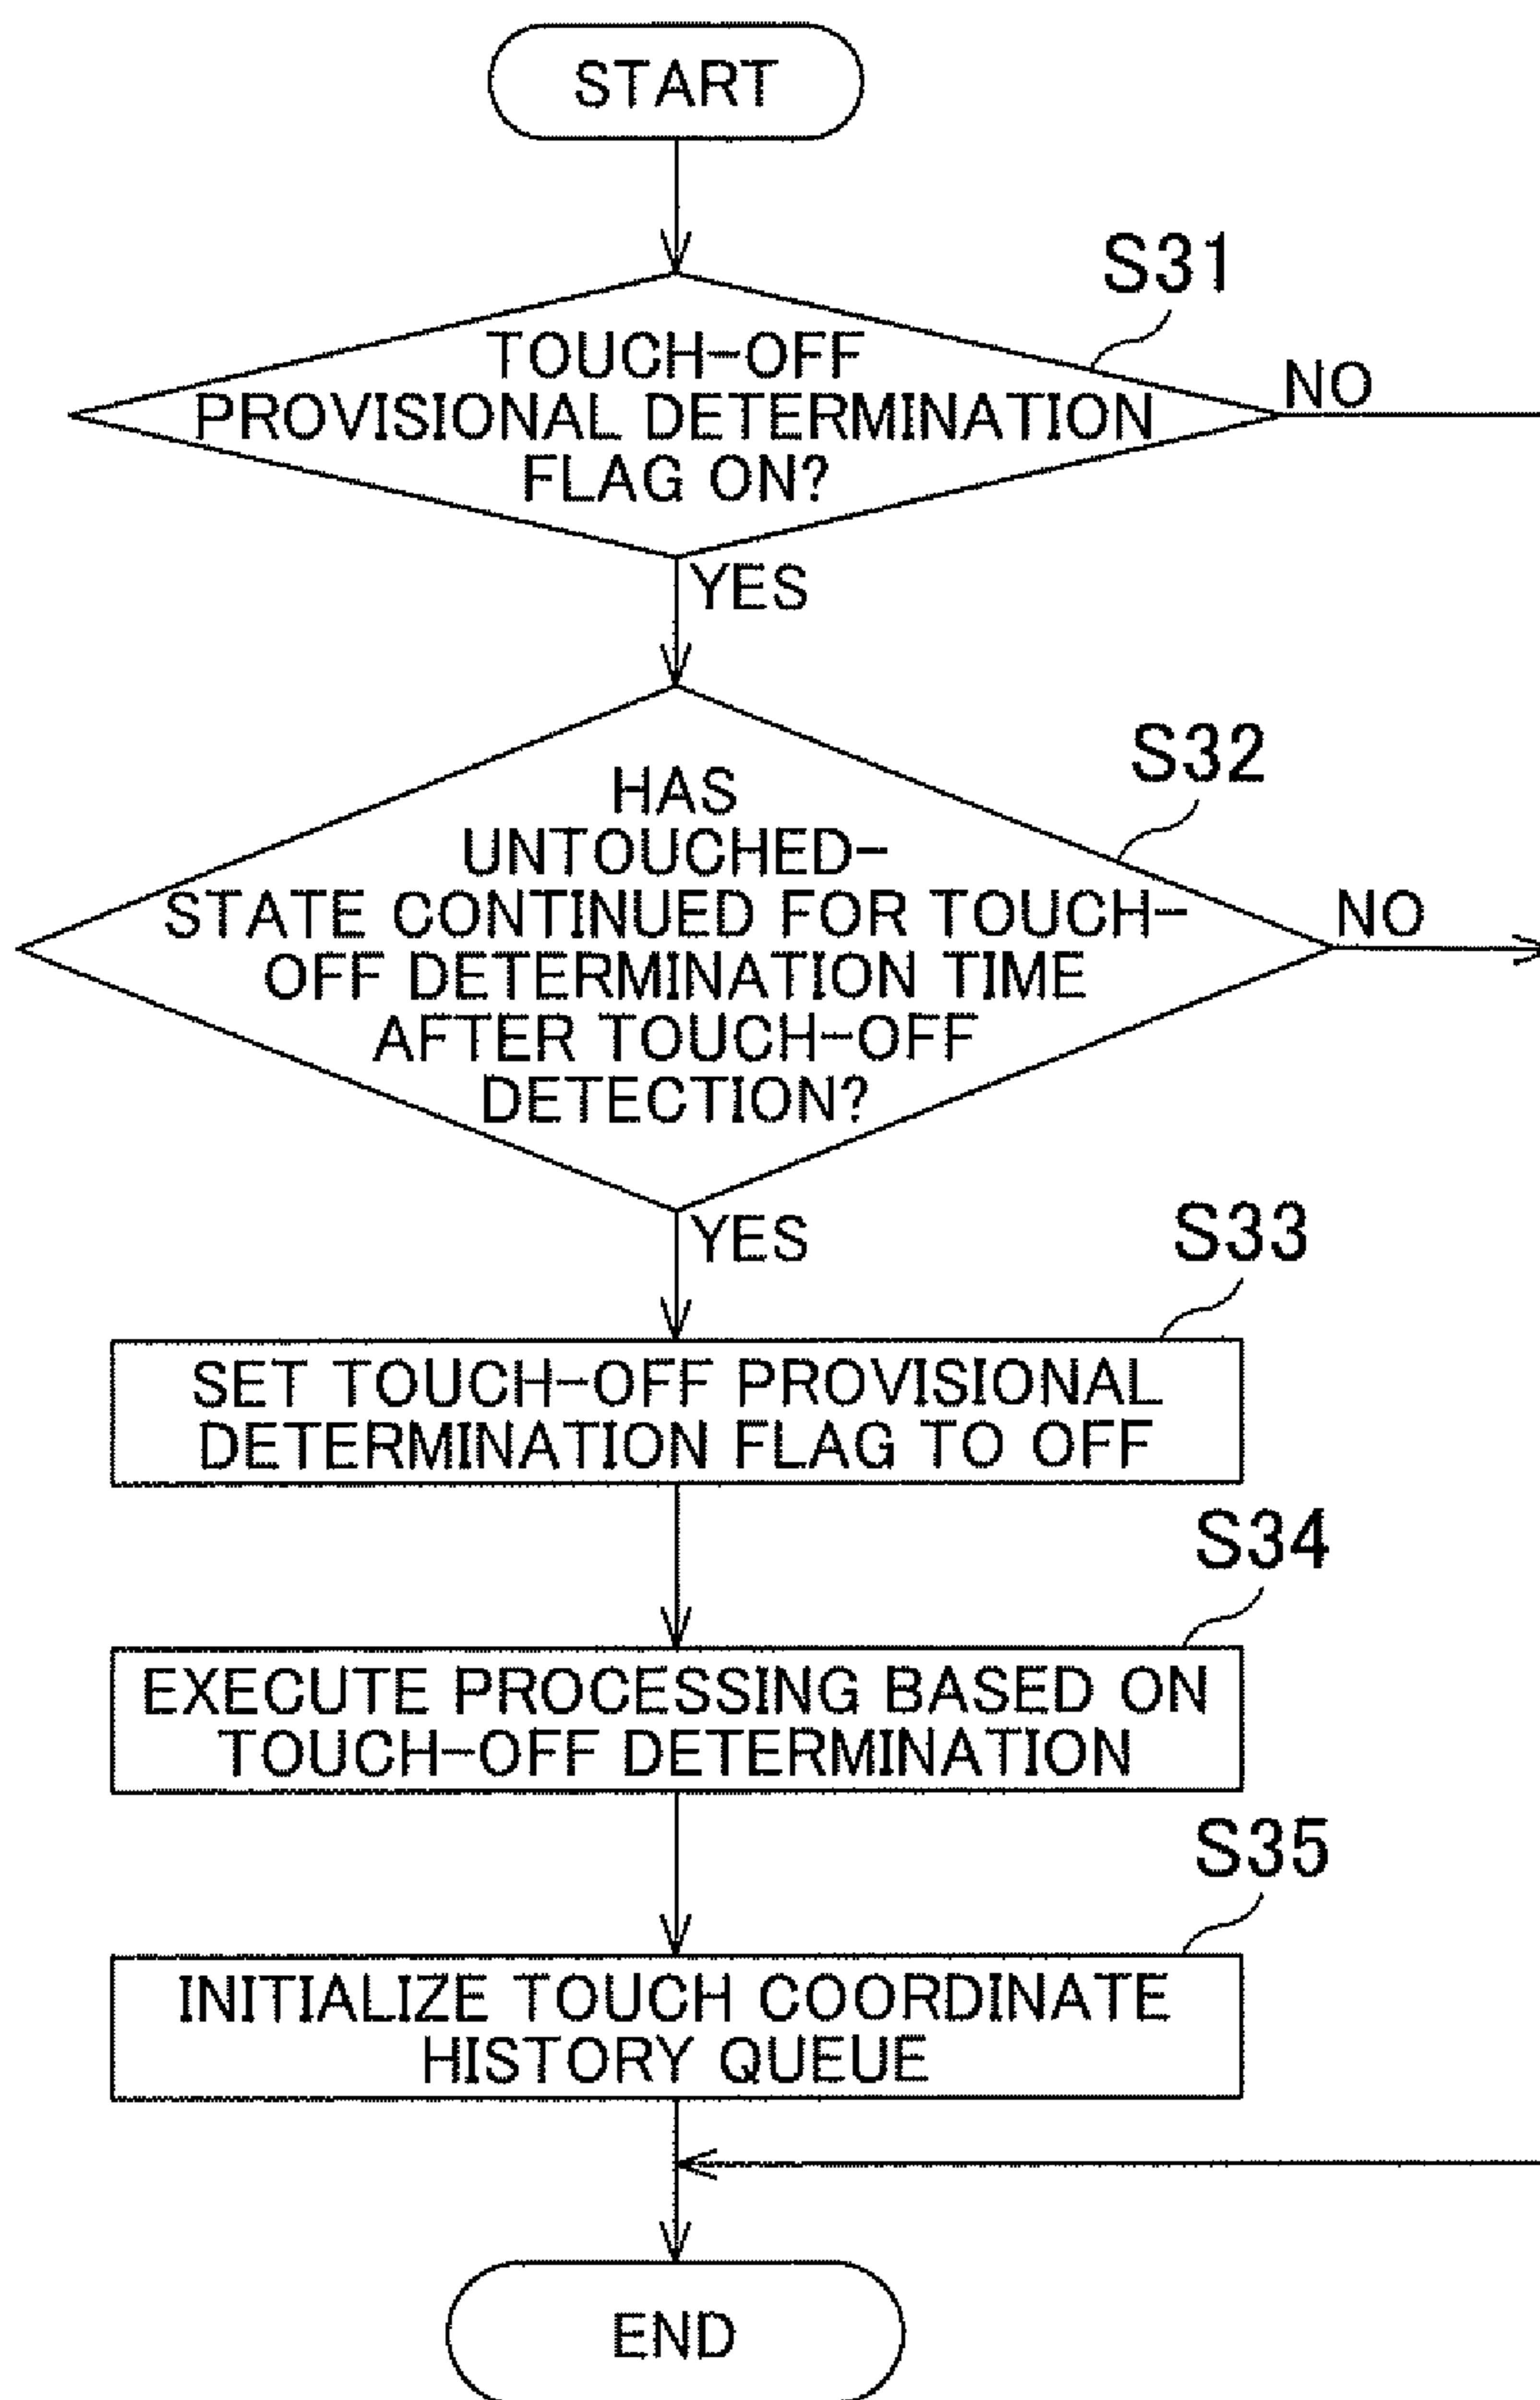 START
S31
TOUCH-OFF
PROVISIONAL DETERMINATION
FLAG ON?
NO
YES
S32
HAS
UNTOUCHED-
STATE CONTINUED FOR TOUCH-
OFF DETERMINATION TIME
AFTER TOUCH-OFF
DETECTION?
NO
YES
S33
SET TOUCH-OFF PROVISIONAL
DETERMINATION FLAG TO OFF
S34
EXECUTE PROCESSING BASED ON
TOUCH-OFF DETERMINATION
S35
INITIALIZE TOUCH COORDINATE
HISTORY QUEUE
END